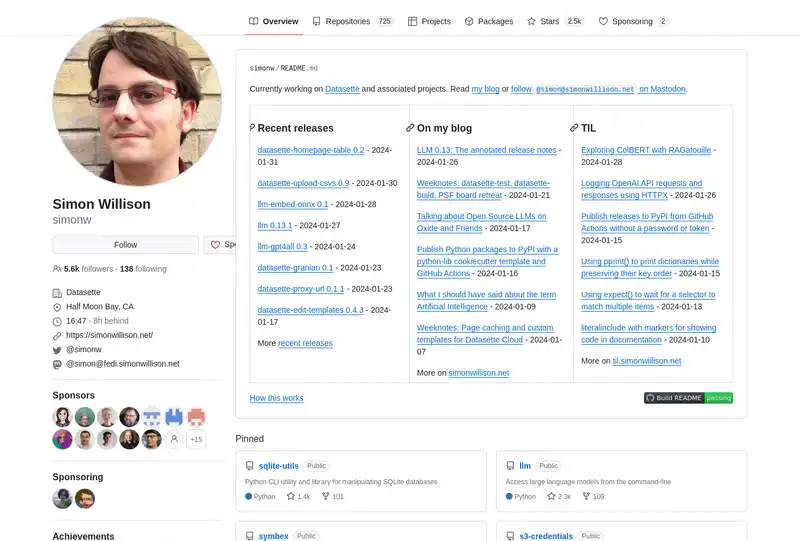 Overview Repositories 725 Projects Packages Stars 2.5k Sponsoring 2
Simon Willison
simonw
Follow
Spo
5.6k followers · 138 following
Datasette
Half Moon Bay, CA
16:47 - 8h behind
https://simonwillison.net/
@simonw
@simon@fedi.simonwillison.net
Sponsors
+15
Sponsoring
Achievements
simonw/README.md
Currently working on Datasette and associated projects. Read my blog or follow @simon@simonwillison.net on Mastodon.
Recent releases
datasette-homepage-table 0.2 - 2024-
01-31
datasette-upload-csvs 0.9 - 2024-01-30
llm-embed-onnx 0.1 - 2024-01-28
llm 0.13.1 - 2024-01-27
llm-gpt4all 0.3 - 2024-01-24
datasette-granian 0.1 - 2024-01-23
datasette-proxy-url 0.1.1 - 2024-01-23
datasette-edit-templates 0.4.3 - 2024-
01-17
More recent releases
On my blog
LLM 0.13: The annotated release notes -
2024-01-26
Weeknotes: datasette-test, datasette-
build, PSF board retreat - 2024-01-21
Talking about Open Source LLMs on
Oxide and Friends - 2024-01-17
Publish Python packages to PyPI with a
python-lib cookiecutter template and
GitHub Actions - 2024-01-16
What I should have said about the term
Artificial Intelligence - 2024-01-09
Weeknotes: Page caching and custom
templates for Datasette Cloud - 2024-01-
07
More on simonwillison.net
TIL
Exploring ColBERT with RAGatouille -
2024-01-28
Logging OpenAI API requests and
responses using HTTPX - 2024-01-26
Publish releases to PyPI from GitHub
Actions without a password or token -
2024-01-15
Using pprint() to print dictionaries while
preserving their key order - 2024-01-15
Using expect() to wait for a selector to
match multiple items - 2024-01-13
literalinclude with markers for showing
code in documentation - 2024-01-10
More on til.simonwillison.net
How this works
Build README passing
Pinned
sqlite-utils Public
Python CLI utility and library for manipulating SQLite databases
Python 1.4k 101
llm Public
Access large language models from the command-line
Python 2.3k 109
symbex Public
s3-credentials Public